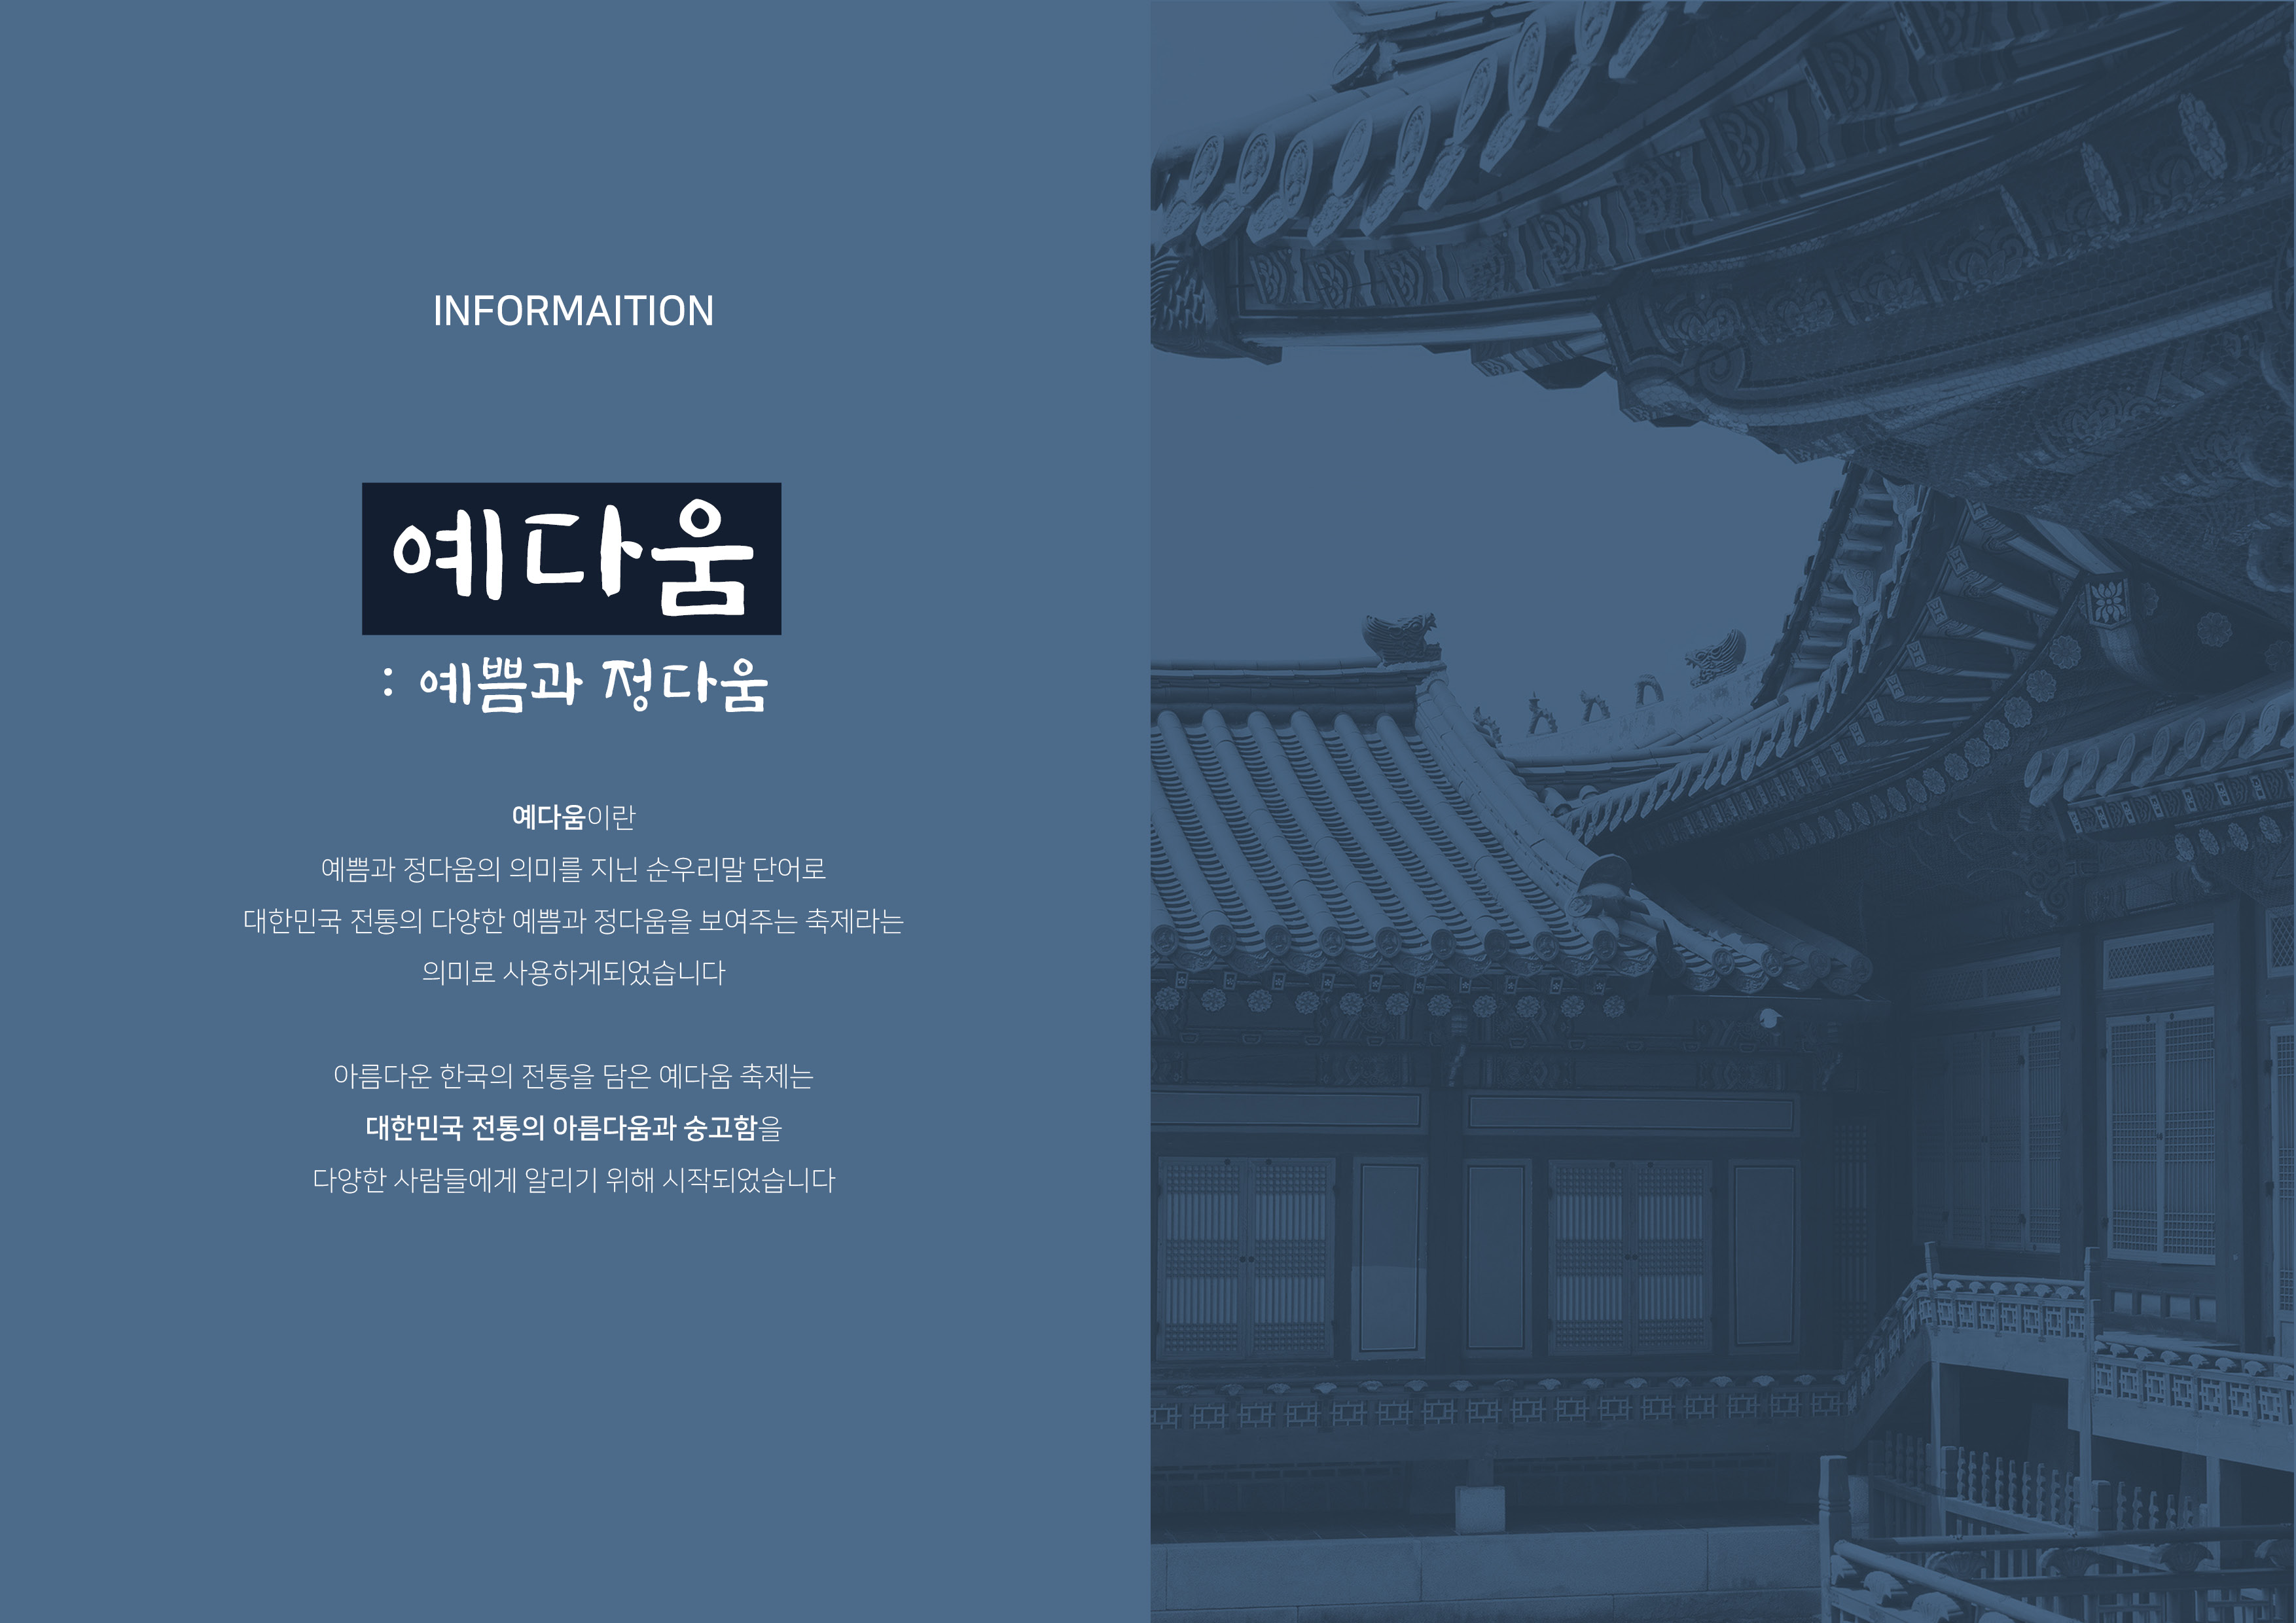 INFORMAITION
예다움
: 예쁨과 정다움
예다움이란
예쁨과 정다움의 의미를 지닌 순우리말 단어로
대한민국 전통의 다양한 예쁨과 정다움을 보여주는 축제라는
의미로 사용하게되었습니다
아름다운 한국의 전통을 담은 예다움 축제는
대한민국 전통의 아름다움과 숭고함을
다양한 사람들에게 알리기 위해 시작되었습니다